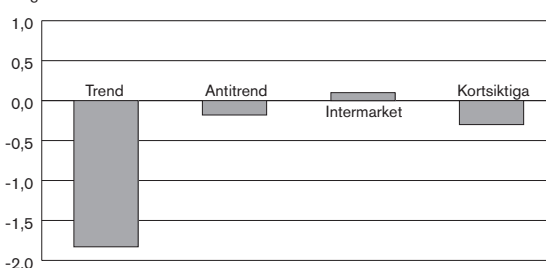 1,0
0,5
Trend
Antitrend
Kortsiktiga
0,0
Intermarket
-0,5
-1,0
-1,5
-2,0